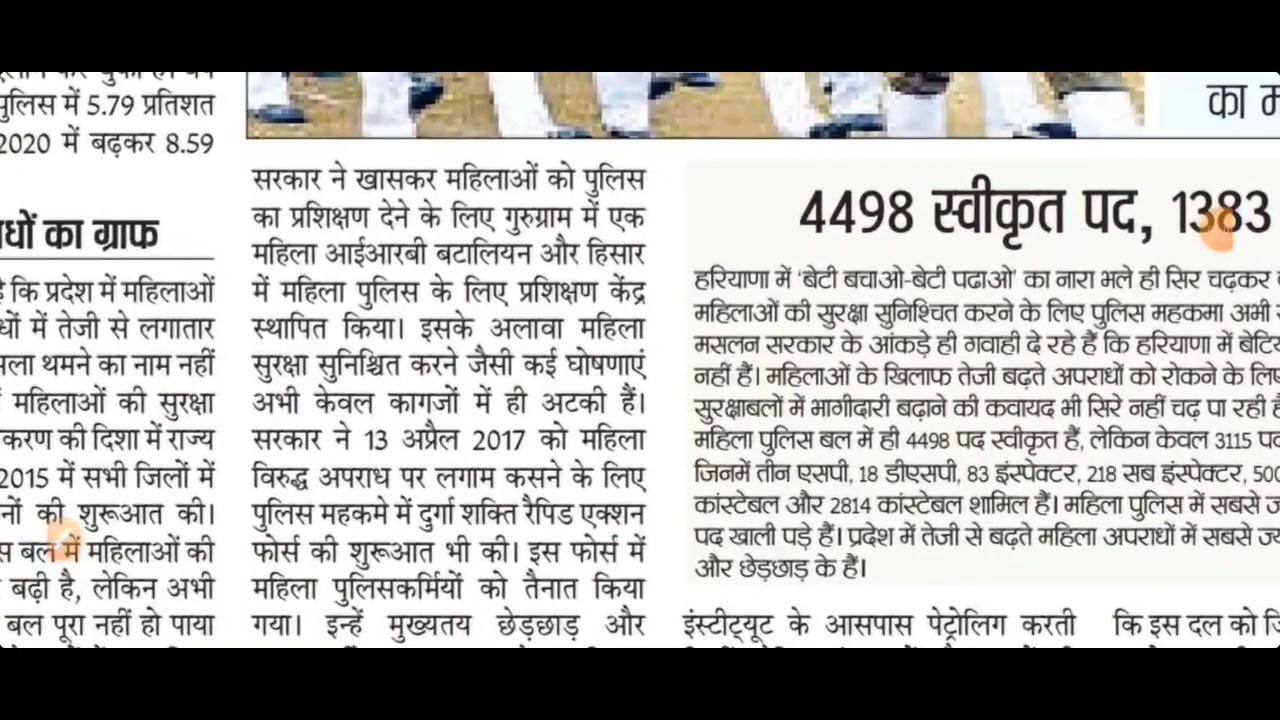 पुलिस में 5.79 प्रतिशत
2020 में बढ़कर 8.59
का ग्राफ
है कि प्रदेश में महिलाओं
में तेजी से लगातार
थमने का नाम नहीं
महिलाओं की सुरक्षा
की दिशा में राज्य
2015 में सभी जिलों में
की शुरूआत की।
बल में महिलाओं की
बढ़ी है, लेकिन अभी
बल पूरा नहीं हो पाया
सरकार ने खासकर महिलाओं को पुलिस
का प्रशिक्षण देने के लिए गुरुग्राम में एक
महिला आईआरबी बटालियन और हिसार
में महिला पुलिस के लिए प्रशिक्षण केंद्र
स्थापित किया। इसके अलावा महिला
सुरक्षा सुनिश्चित करने जैसी कई घोषणाएं
अभी केवल कागजों में ही अटकी हैं।
सरकार ने 13 अप्रैल 2017 को महिला
विरुद्ध अपराध पर लगाम कसने के लिए
पुलिस महकमे में दुर्गा शक्ति रैपिड एक्शन
फोर्स की शुरूआत भी की। इस फोर्स में
महिला पुलिसकर्मियों को तैनात किया
गया। इन्हें मुख्यतय छेड़छाड़ और
का
4498 स्वीकृत पद, 1383
हरियाणा में 'बेटी बचाओ-बेटी पढाओ' का नारा भले ही सिर चढ़कर
महिलाओं की सुरक्षा सुनिश्चित करने के लिए पुलिस महकमा अभी
मसलन सरकार के आंकड़े ही गवाही दे रहे हैं कि हरियाणा में
नहीं हैं। महिलाओं के खिलाफ तेजी बढ़ते अपराधों को रोकने के लिए
सुरक्षाबलों में भागीदारी बढ़ाने की कवायद भी सिरे नहीं चढ़ पा रही
महिला पुलिस बल में ही 4498 पद स्वीकृत हैं, लेकिन केवल 3115 पद
जिनमें तीन एसपी, 18 डीएसपी, 83 इंस्पेक्टर, 218 सब इंस्पेक्टर, 500
कांस्टेबल और 2814 कांस्टेबल शामिल हैं। महिला पुलिस में सबसे
पद खाली पड़े हैं। प्रदेश में तेजी से बढ़ते महिला अपराधों में सबसे
और छेड़छाड़ के हैं।
इंस्टीट्यूट के आसपास पेट्रोलिग करती
कि इस दल को